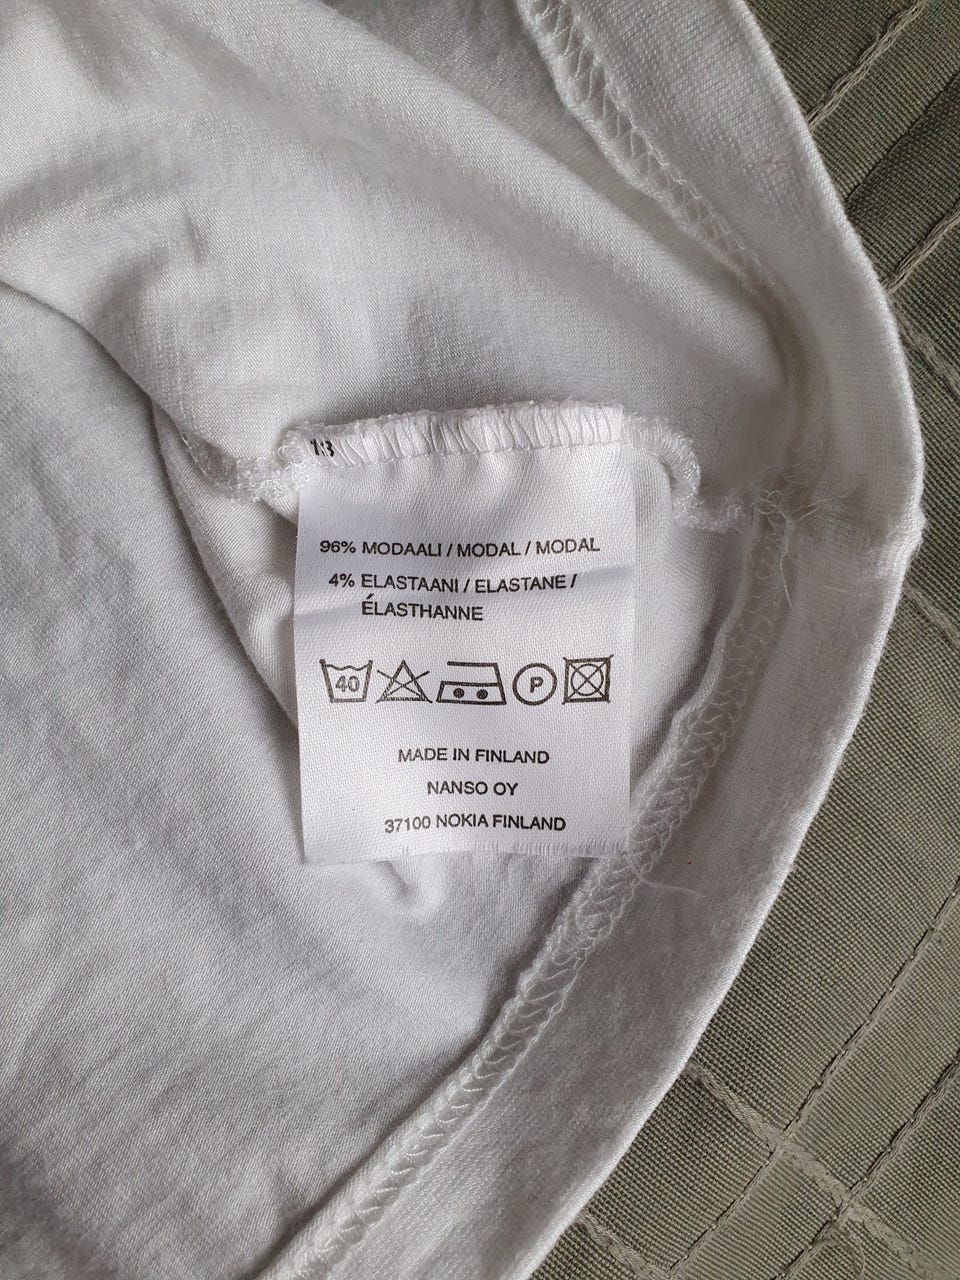 96% MODAALI / MODAL / MODAL
4% ELASTAANI / ELASTANE /
ÉLASTHANNE
40 P
MADE IN FINLAND
NANSO OY
37100 NOKIA FINLAND